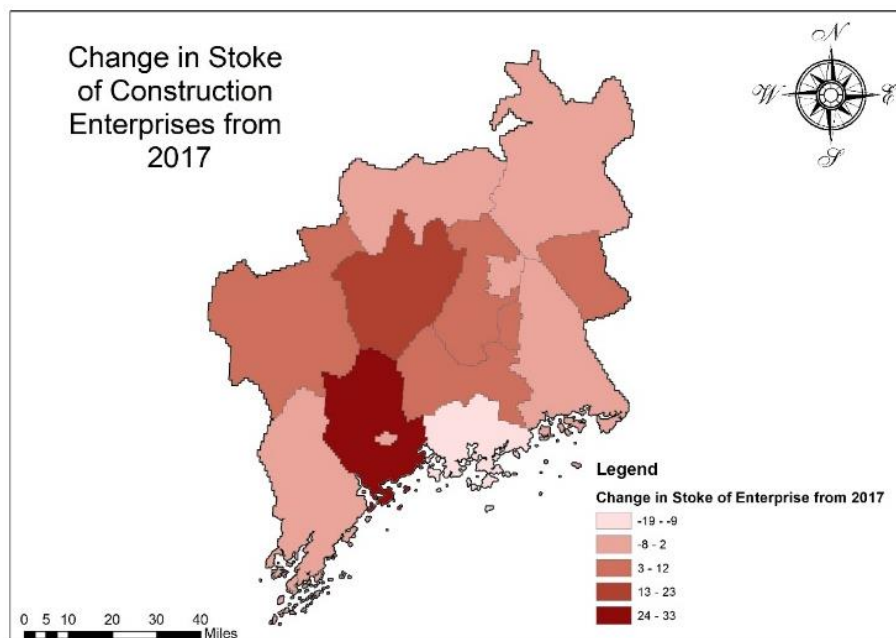 Change in Stoke
of Construction
Enterprises from
2017
N
W
E
S
Legend
Change in Stoke of Enterprise from 2017
-19 - -9
-8 - 2
3 - 12
13 - 23
24 - 33
0 5 10 20 30 40
Miles